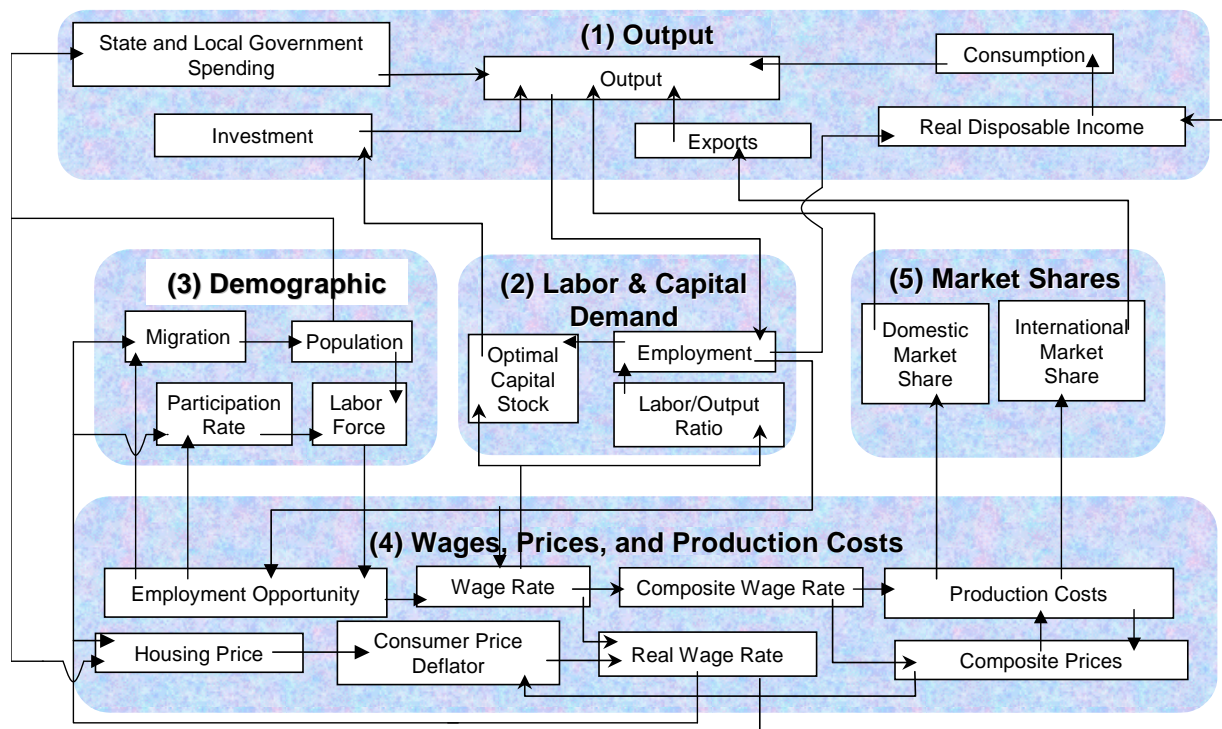 (1) Output
State and Local Government
Spending
Output
Consumption
Investment
Exports
Real Disposable Income
(3) Demographic
Migration
Population
Participation
Rate
Labor
Force
(2) Labor & Capital
Demand
Optimal
Capital
Stock
Employment
Labor/Output
Ratio
(5) Market Shares
Domestic
Market
Share
International
Market
Share
(4) Wages, Prices, and Production Costs
Employment Opportunity
Wage Rate
Composite Wage Rate
Production Costs
Housing Price
Consumer Price
Deflator
Real Wage Rate
Composite Prices